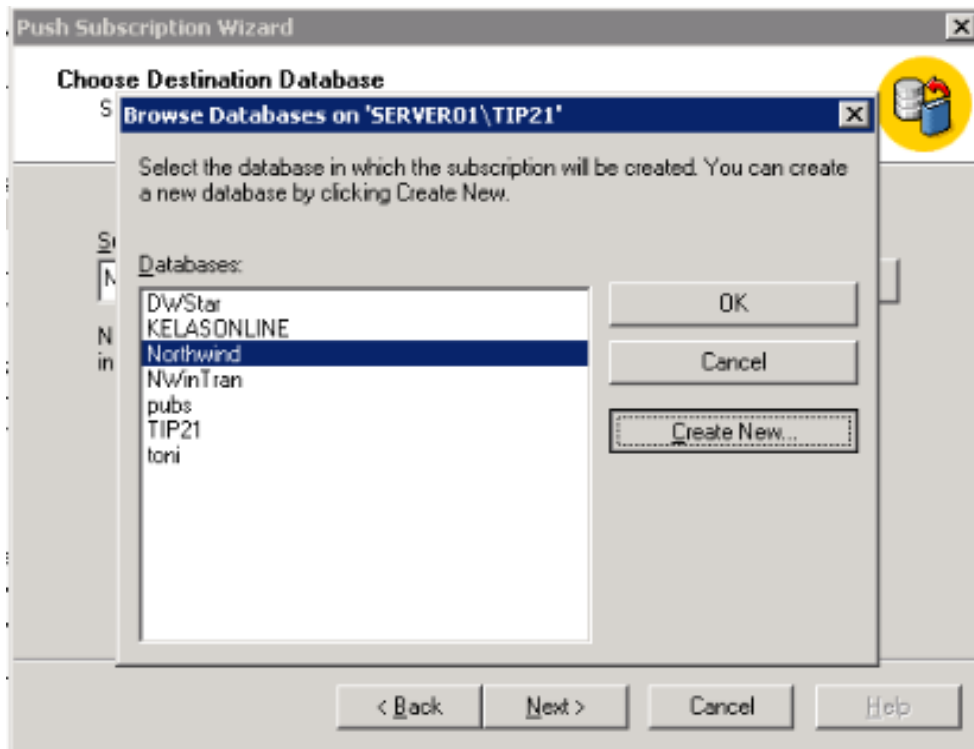 Push Subscription Wizard
Choose Destination Database
S
Browse Databases on 'SERVER01\TIP21'
Select the database in which the subscription will be created. You can create
a new database by clicking Create New.
Databases:
DWStar
KELASONLINE
Northwind
NWinTran
pubs
TIP21
toni
OK
Cancel
Create New...
N
in
< Back
Next >
Cancel
Help